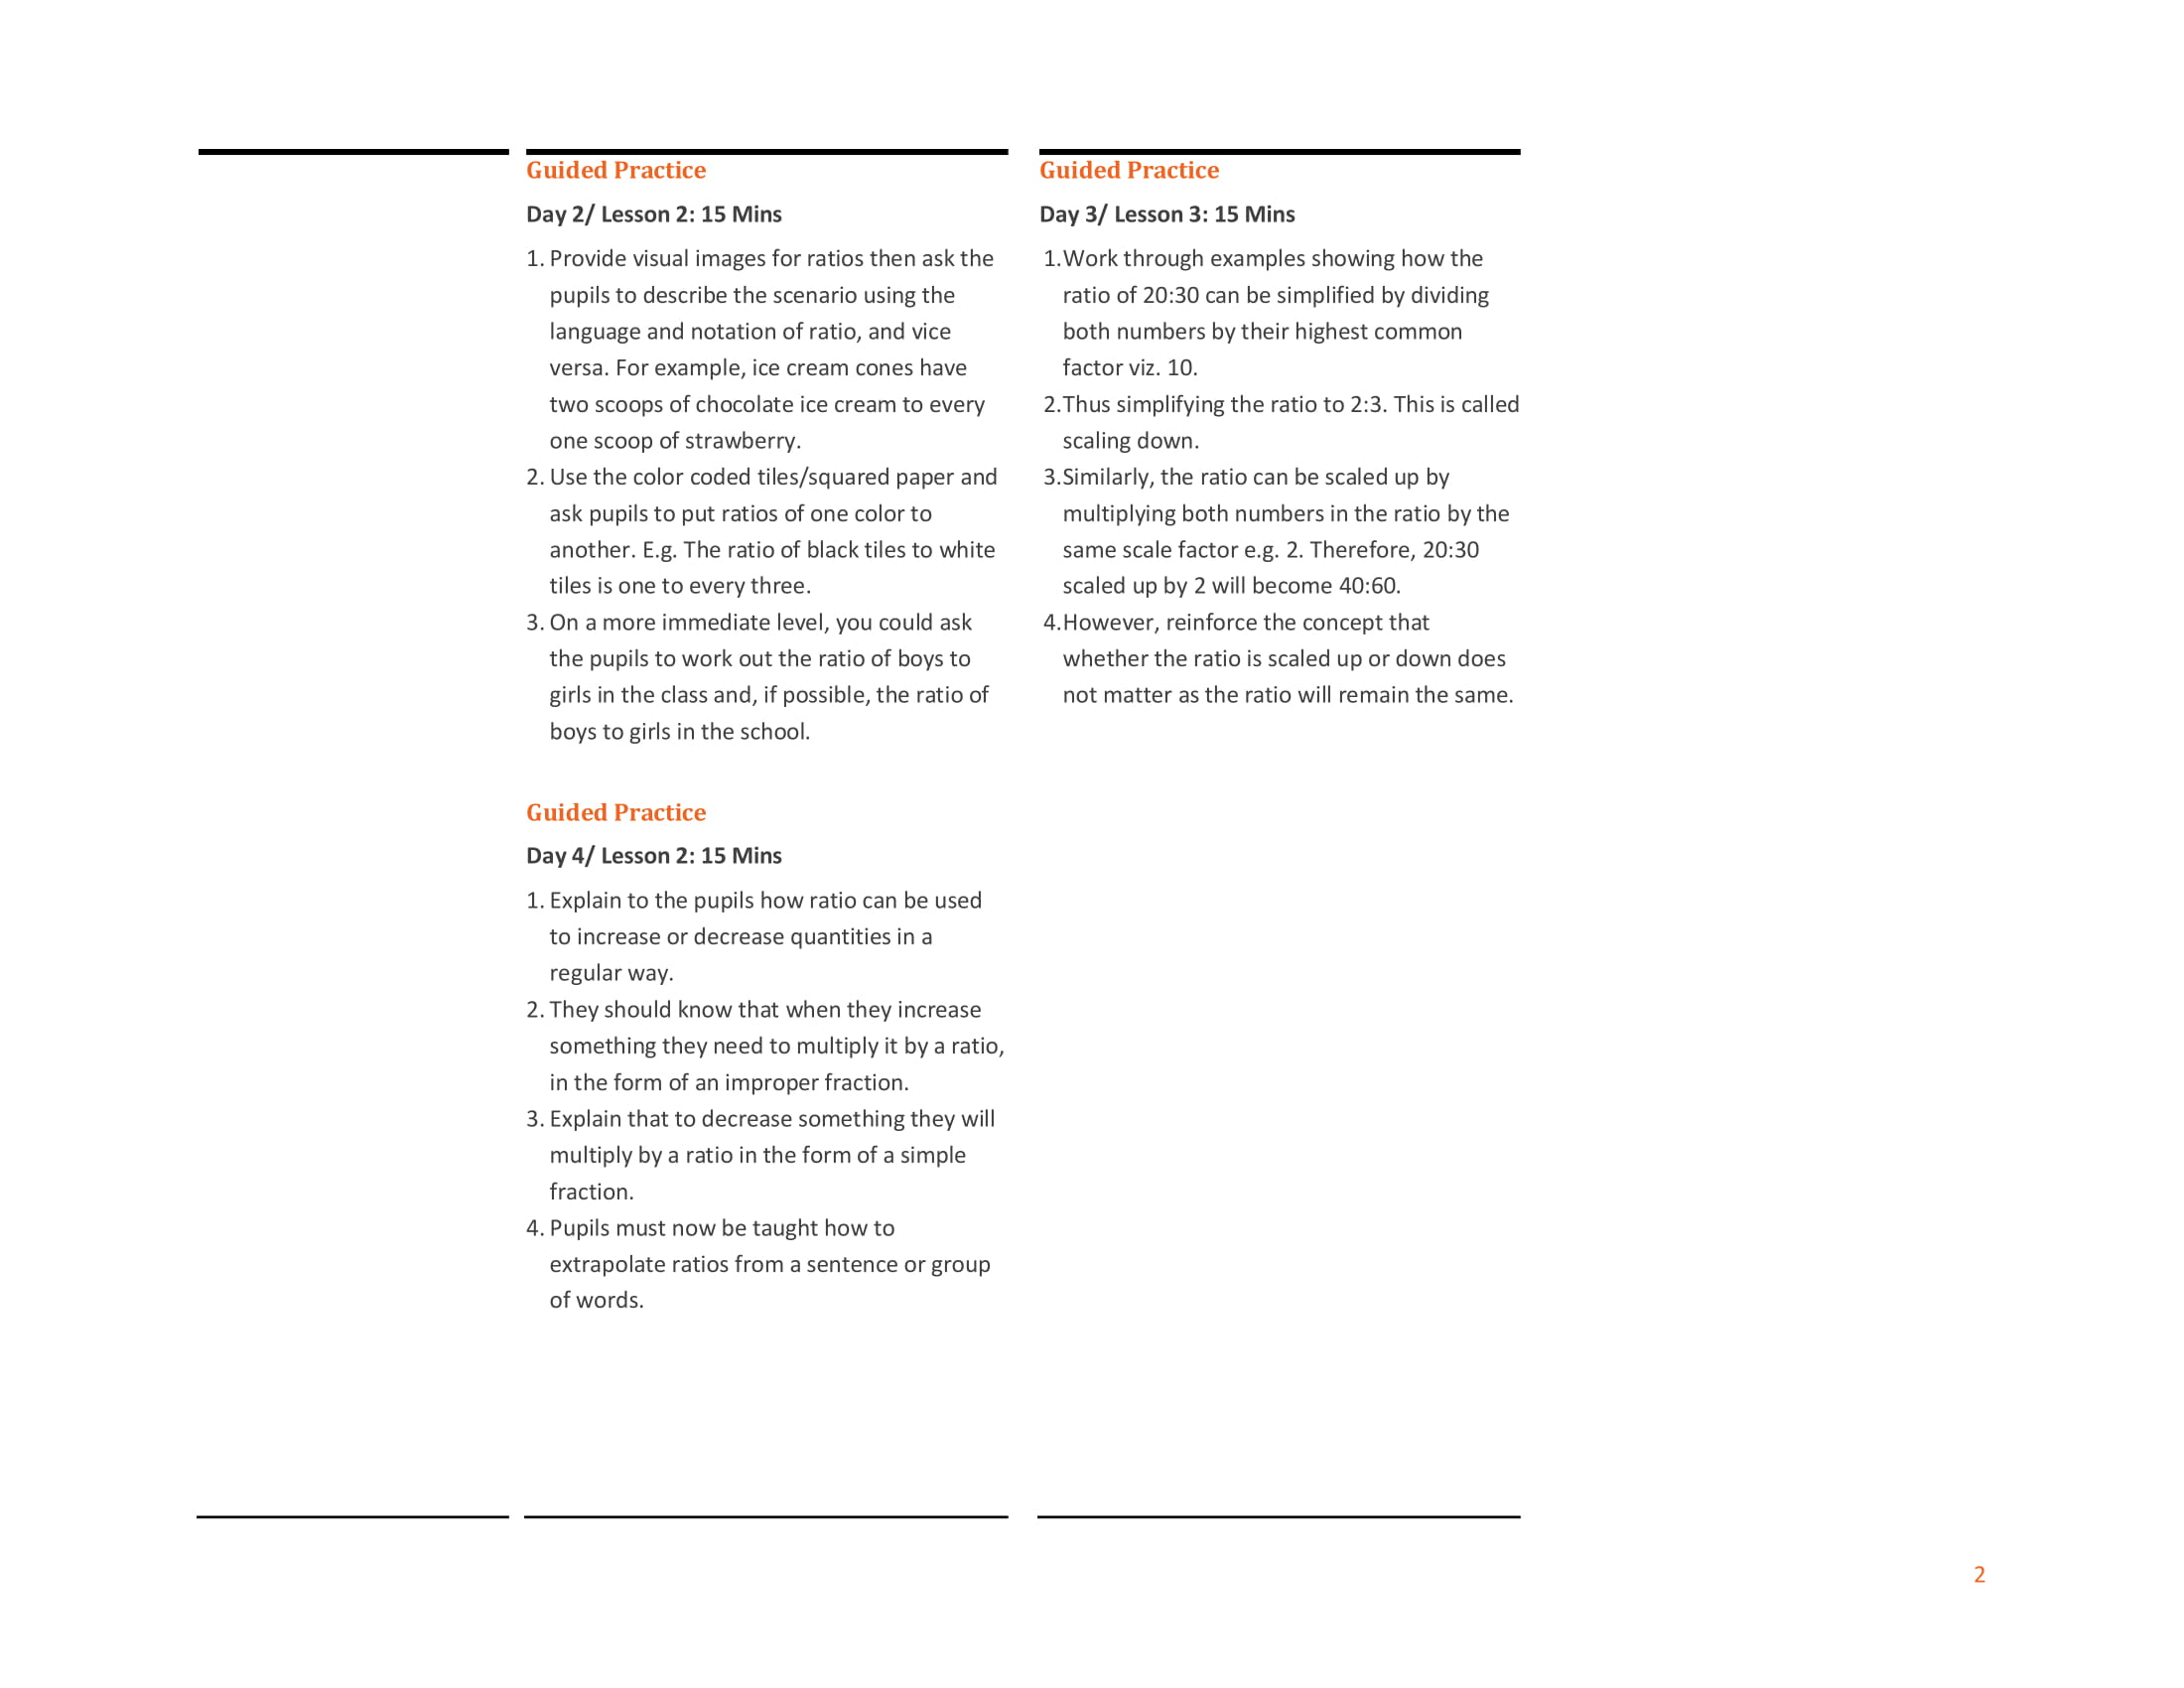 Guided Practice
Day 2/ Lesson 2: 15 Mins
1. Provide visual images for ratios then ask the
pupils to describe the scenario using the
language and notation of ratio, and vice
versa. For example, ice cream cones have
two scoops of chocolate ice cream to every
one scoop of strawberry.
2. Use the color coded tiles/squared paper and
ask pupils to put ratios of one color to
another. E.g. The ratio of black tiles to white
tiles is one to every three.
3. On a more immediate level, you could ask
the pupils to work out the ratio of boys to
girls in the class and, if possible, the ratio of
boys to girls in the school.
Guided Practice
Day 4/ Lesson 2: 15 Mins
1. Explain to the pupils how ratio can be used
to increase or decrease quantities in a
regular way.
2. They should know that when they increase
something they need to multiply it by a ratio,
in the form of an improper fraction.
3. Explain that to decrease something they will
multiply by a ratio in the form of a simple
fraction.
4. Pupils must now be taught how to
extrapolate ratios from a sentence or group
of words.
Guided Practice
Day 3/ Lesson 3: 15 Mins
1.Work through examples showing how the
ratio of 20:30 can be simplified by dividing
both numbers by their highest common
factor viz. 10.
2.Thus simplifying the ratio to 2:3. This is called
scaling down.
3.Similarly, the ratio can be scaled up by
multiplying both numbers in the ratio by the
same scale factor e.g. 2. Therefore, 20:30
scaled up by 2 will become 40:60.
4.However, reinforce the concept that
whether the ratio is scaled up or down does
not matter as the ratio will remain the same.
2